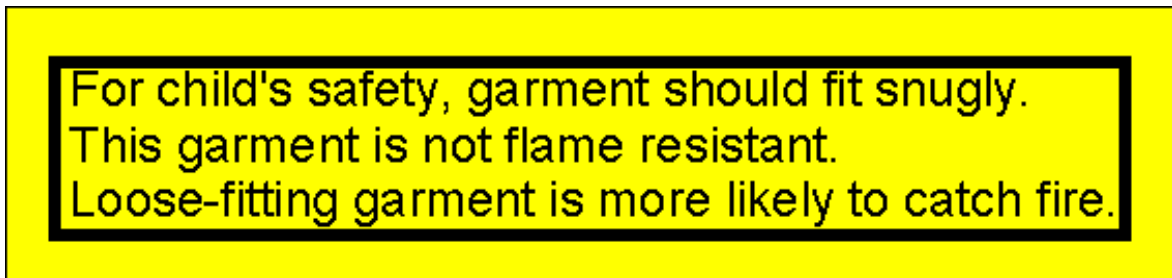 For child's safety, garment should fit snugly.
This garment is not flame resistant.
Loose-fitting garment is more likely to catch fire.